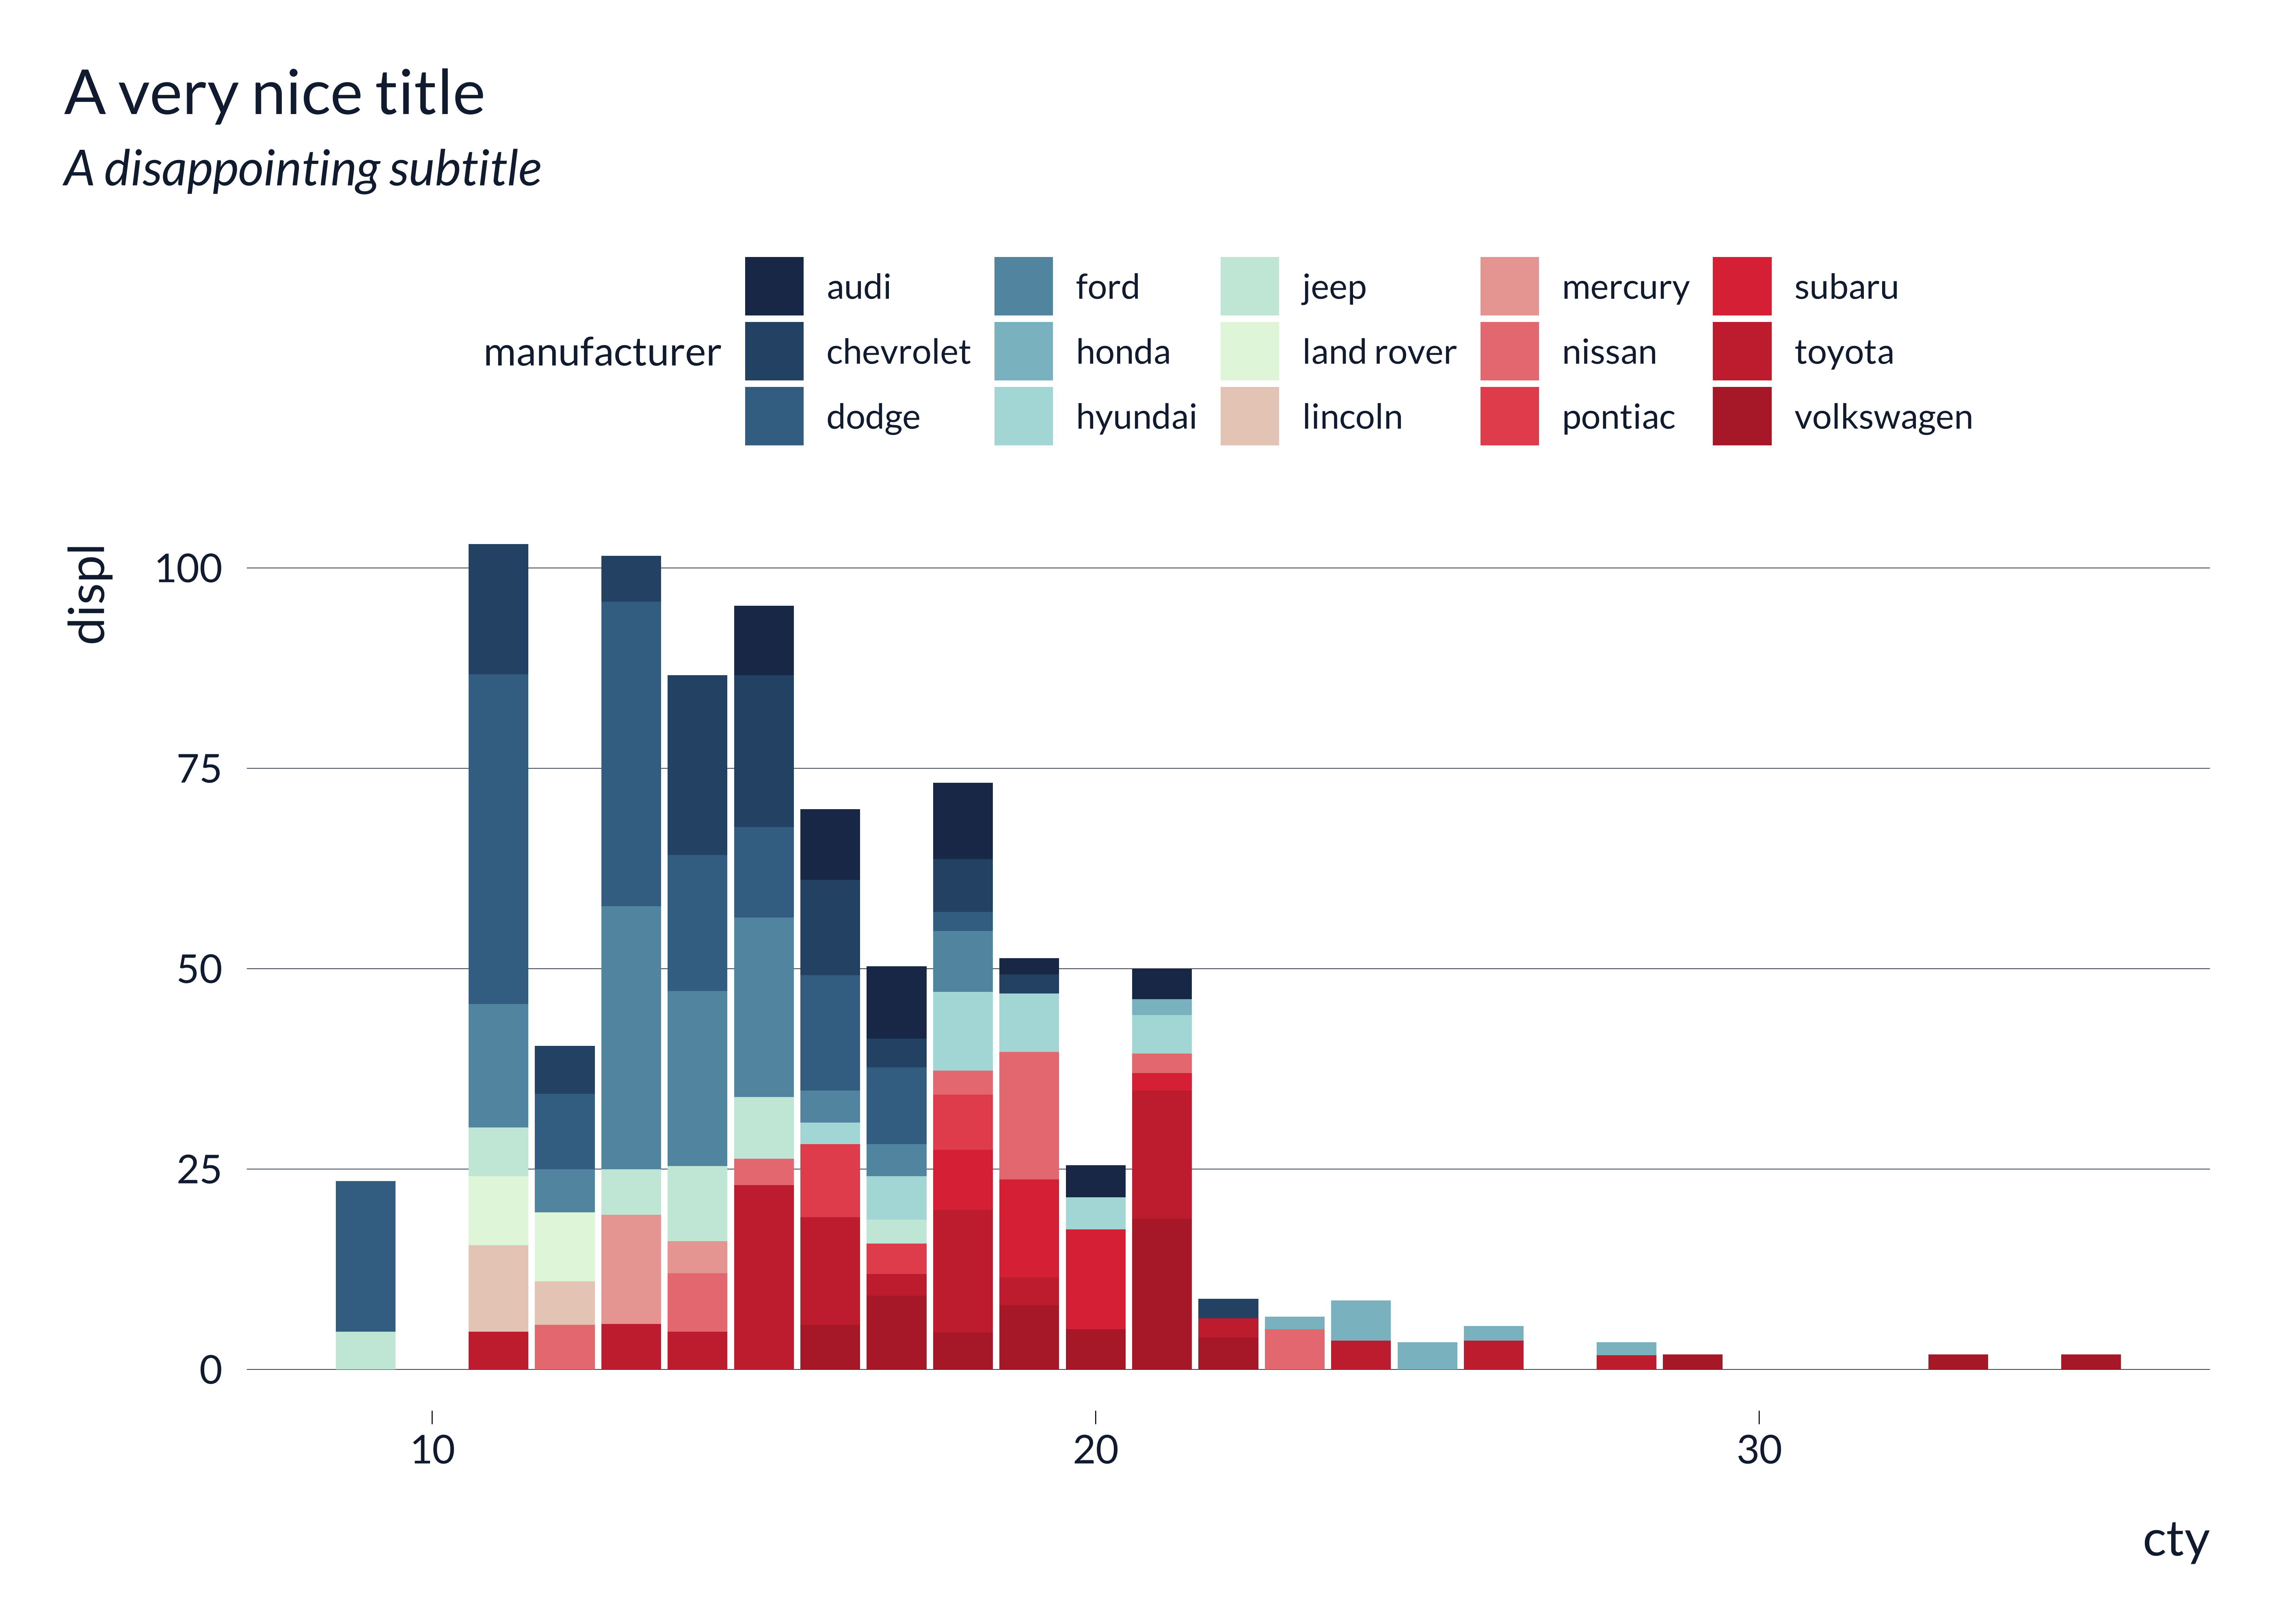 A very nice title
A disappointing subtitle
manufacturer
audi
chevrolet
dodge
ford
honda
hyundai
jeep
land rover
lincoln
mercury
nissan
pontiac
subaru
toyota
volkswagen
displ
100
75
50
25
0
10 20 30
cty